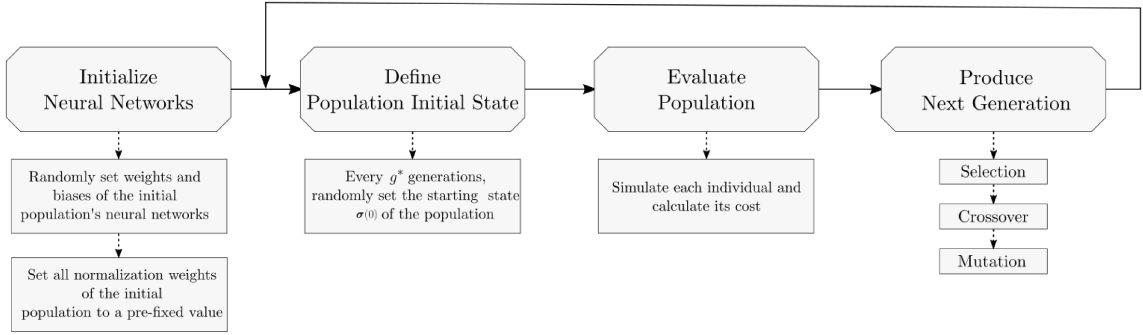 Initialize
Neural Networks
Define
Population Initial State
Evaluate
Population
Produce
Next Generation
Randomly set weights and
biases of the initial
population's neural networks
Set all normalization weights
of the initial
population to a pre-fixed value
Every g* generations,
randomly set the starting state
σ(0) of the population
Simulate each individual and
calculate its cost
Selection
Crossover
Mutation